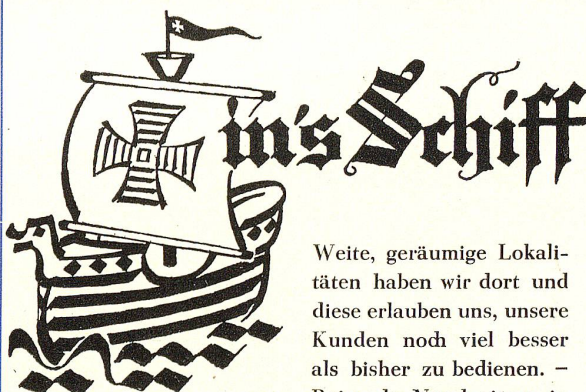 in's Schiff
Weite, geräumige Lokali-
täten haben wir dort und
diese erlauben uns, unsere
Kunden noch viel besser
als bisher zu bedienen. –